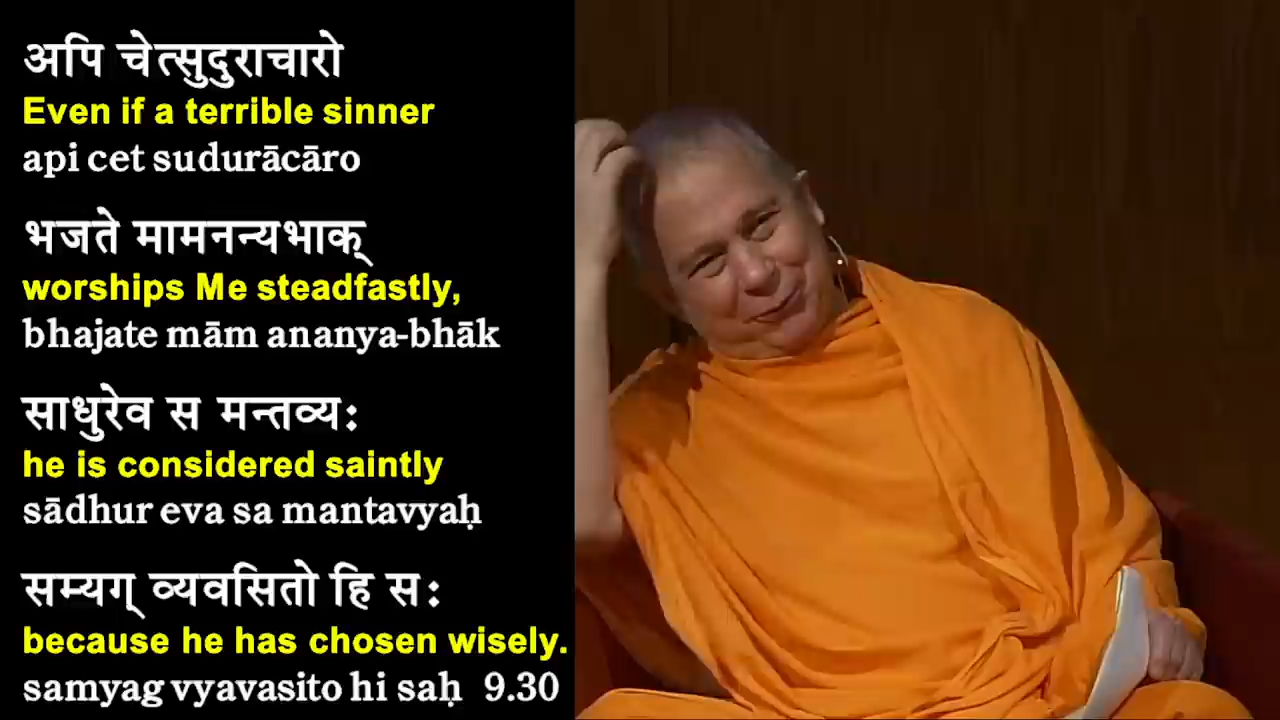 अपि चेत्सुदुराचारो
Even if a terrible sinner
api cet sudurācāro
भजते मामनन्यभाक्
worships Me steadfastly,
bhajate mām ananya-bhāk
साधुरेव स मन्तव्यः
he is considered saintly
sādhur eva sa mantavyaḥ
सम्यग् व्यवसितो हि सः
because he has chosen wisely.
samyag vyavasito hi saḥ 9.30